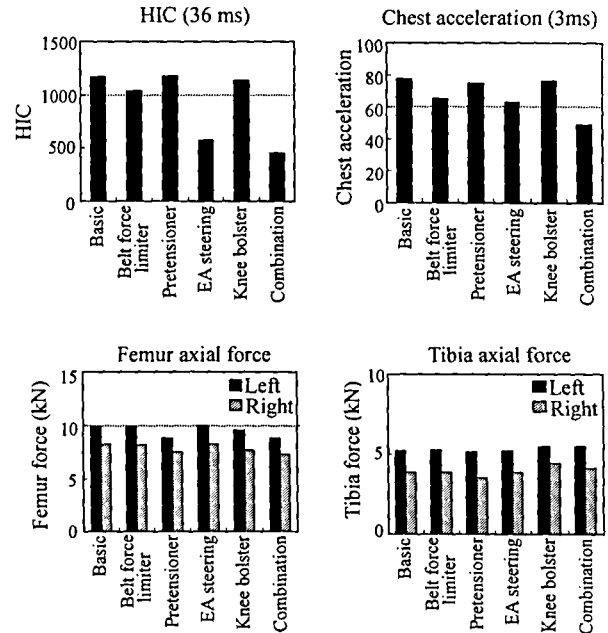 HIC (36 ms)
1500
1000
500
0
HIC
Basic
Belt force
limiter
Pretensioner
EA steering
Knee bolster
Combination
Chest acceleration (3ms)
100
80
60
40
20
0
Chest acceleration
Basic
Belt force
limiter
Pretensioner
EA steering
Knee bolster
Combination
Femur axial force
15
10
5
0
Femur force (kN)
Left
Right
Basic
Belt force
limiter
Pretensioner
EA steering
Knee bolster
Combination
Tibia axial force
10
5
0
Tibia force (kN)
Left
Right
Basic
Belt force
limiter
Pretensioner
EA steering
Knee bolster
Combination